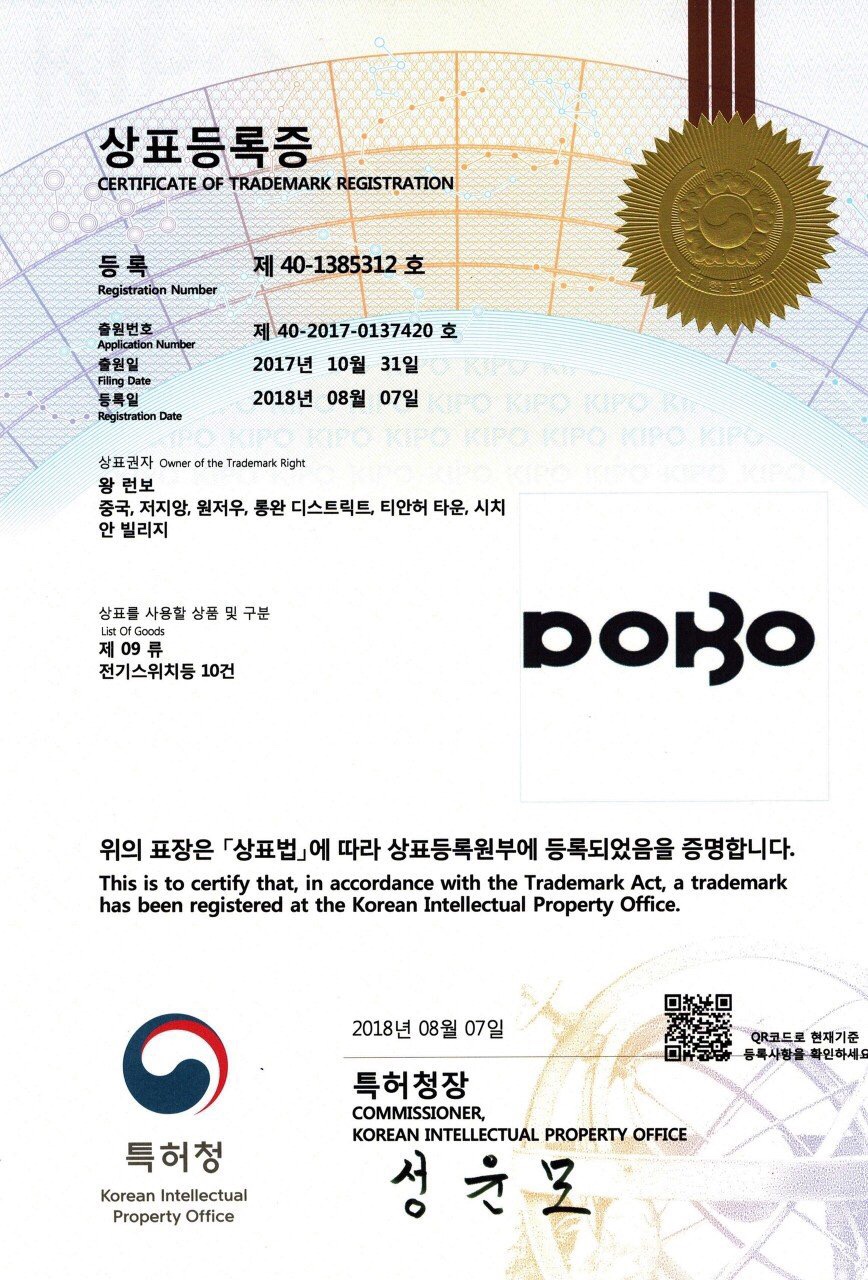 상표등록증
CERTIFICATE OF TRADEMARK REGISTRATION
등록 제 40-1385312 호
Registration Number
출원번호 제 40-2017-0137420 호
Application Number
출원일 2017년 10월 31일
Filing Date
등록일 2018년 08월 07일
Registration Date
상표권자 Owner of the Trademark Right
왕 런보
중국, 저지앙, 원저우, 롱완 디스트릭트, 티안허 타운, 시치
안 빌리지
상표를 사용할 상품 및 구분
List Of Goods
제 09 류
전기스위치등 10건
위의 표장은 「상표법」에 따라 상표등록원부에 등록되었음을 증명합니다.
This is to certify that, in accordance with the Trademark Act, a trademark
has been registered at the Korean Intellectual Property Office.
2018년 08월 07일
QR코드로 현재기준
등록사항을 확인하세요
특허청장
COMMISSIONER,
KOREAN INTELLECTUAL PROPERTY OFFICE
성윤모
특허청
Korean Intellectual
Property Office
KIPO KIPO KIPO KIPO
대한민국